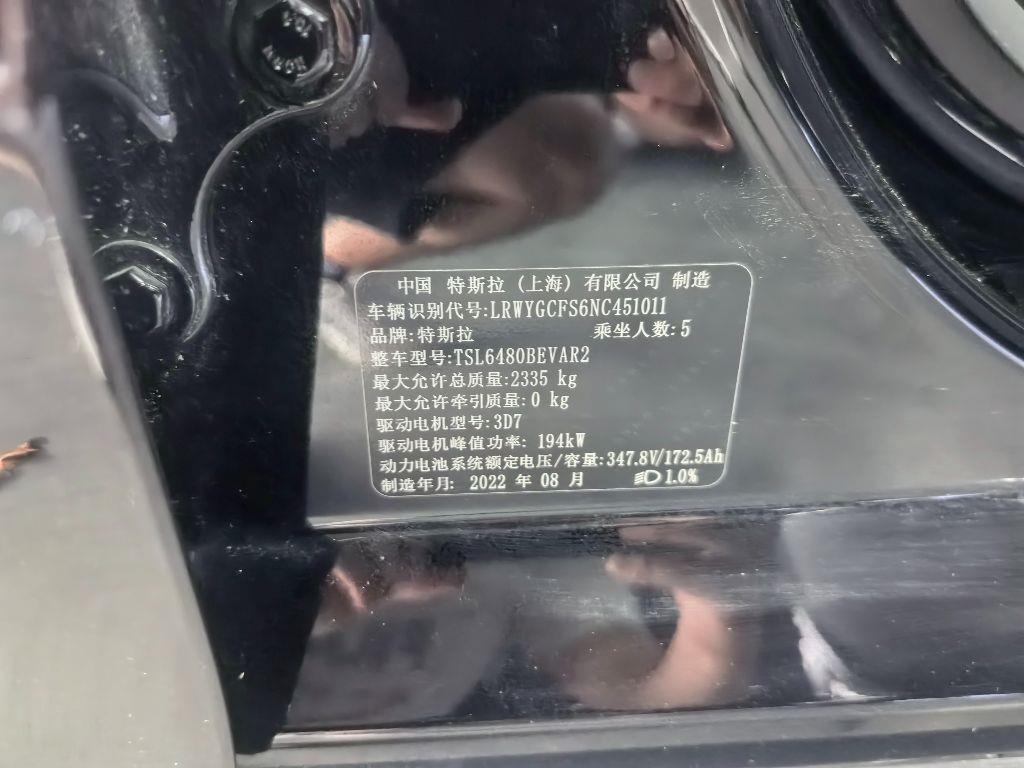 中国 特斯拉 (上海) 有限公司 制造
车辆识别代号:LRWYGCFS6NC451011
品牌:特斯拉 乘坐人数:5
整车型号:TSL6480BEVAR2
最大允许总质量:2335 kg
最大允许牵引质量:0 kg
驱动电机型号:3D7
驱动电机峰值功率: 194kW
动力电池系统额定电压/容量:347.8V/172.5Ah
制造年月: 2022 年 08 月 1.0%